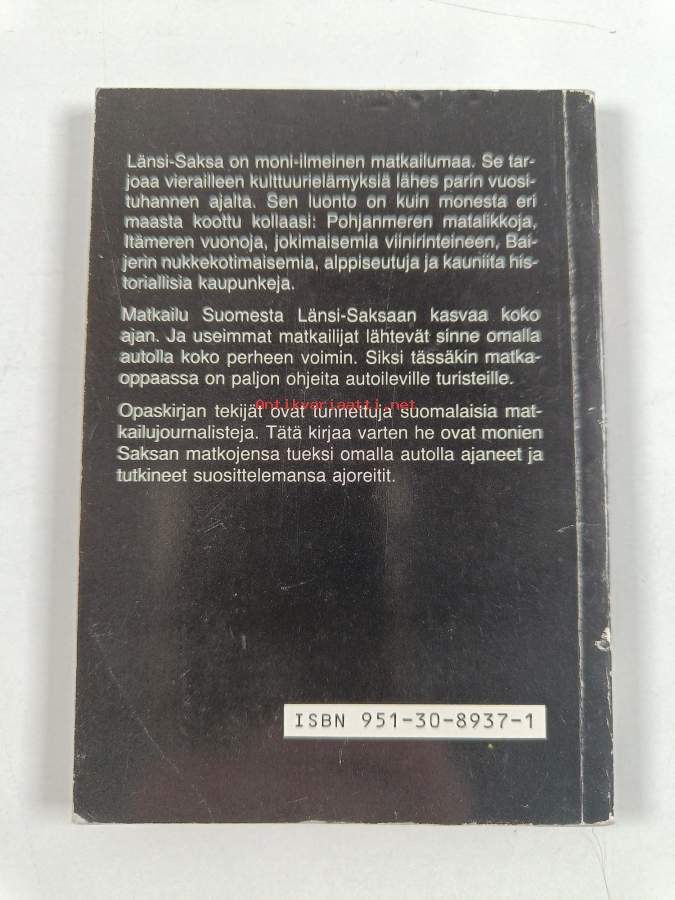 Länsi-Saksa on moni-ilmeinen matkailumaa. Se tar-
joaa vierailleen kulttuurielämyksiä lähes parin vuosi-
tuhannen ajalta. Sen luonto on kuin monesta eri
maasta koottu kollaasi: Pohjanmeren matalikkoja,
Itämeren vuonoja, jokimaisemia viinirinteineen, Bai-
jerin nukkekotimaisemia, alppiseutuja ja kauniita his-
toriallisia kaupunkeja.
Matkailu Suomesta Länsi-Saksaan kasvaa koko
ajan. Ja useimmat matkailijat lähtevät sinne omalla
autolla koko perheen voimin. Siksi tässäkin matka-
oppaassa on paljon ohjeita autoileville turisteille.
Antikvariaatti.net
Opaskirjan tekijät ovat tunnettuja suomalaisia mat-
kailujournalisteja. Tätä kirjaa varten he ovat monien
Saksan matkojensa tueksi omalla autolla ajaneet ja
tutkineet suosittelemansa ajoreitit.
ISBN 951-30-8937-1